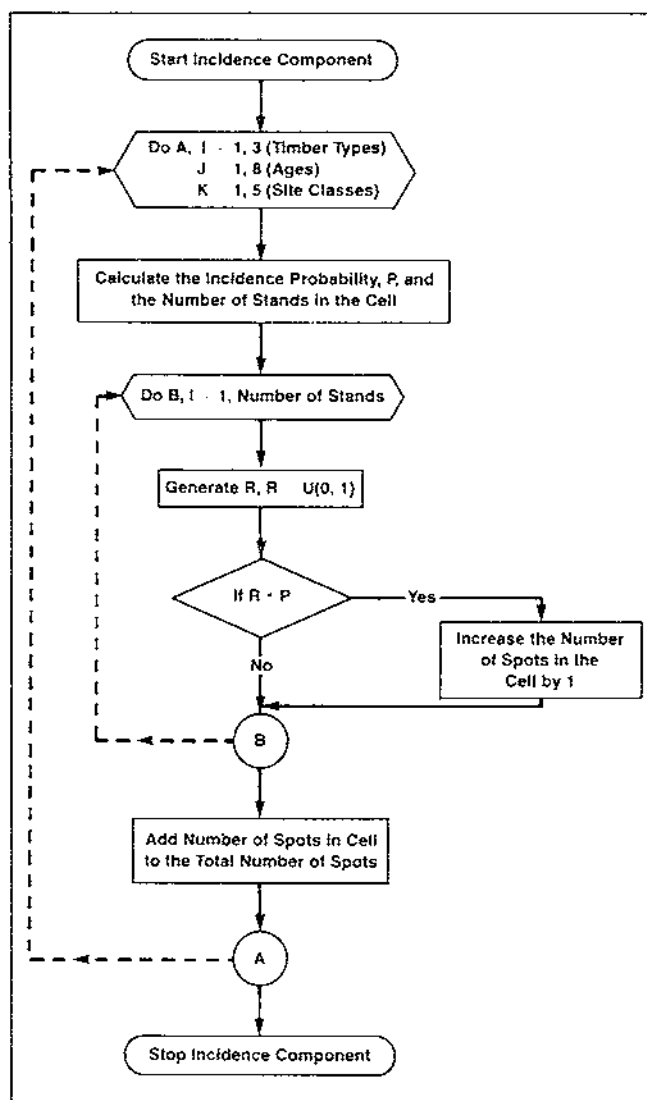 Start Incidence Component
Do A, I - 1, 3 (Timber Types)
J 1, 8 (Ages)
K 1, 5 (Site Classes)
Calculate the Incidence Probability, P, and
the Number of Stands in the Cell
Do B, I - 1, Number of Stands
Generate R, R U(0, 1)
If R - P
Yes
Increase the Number
of Spots in the
Cell by 1
No
B
Add Number of Spots in Cell
to the Total Number of Spots
A
Stop Incidence Component